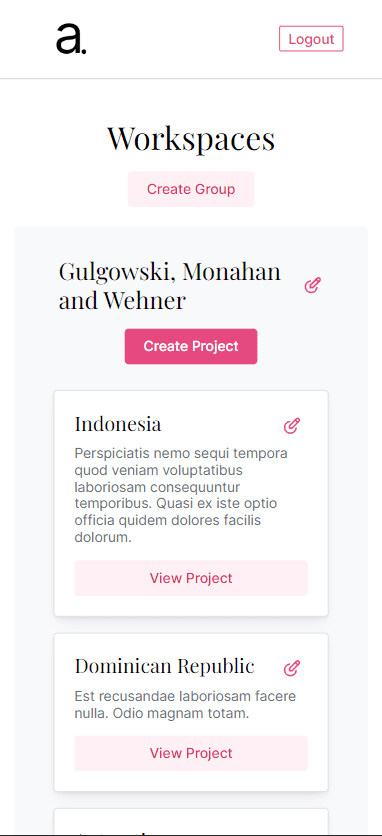 a.
Logout
Workspaces
Create Group
Gulgowski, Monahan
and Wehner
Create Project
Indonesia
Perspiciatis nemo sequi tempora
quod veniam voluptatibus
laboriosam consequuntur
temporibus. Quasi ex iste optio
officia quidem dolores facilis
dolorum.
View Project
Dominican Republic
Est recusandae laboriosam facere
nulla. Odio magnam totam.
View Project